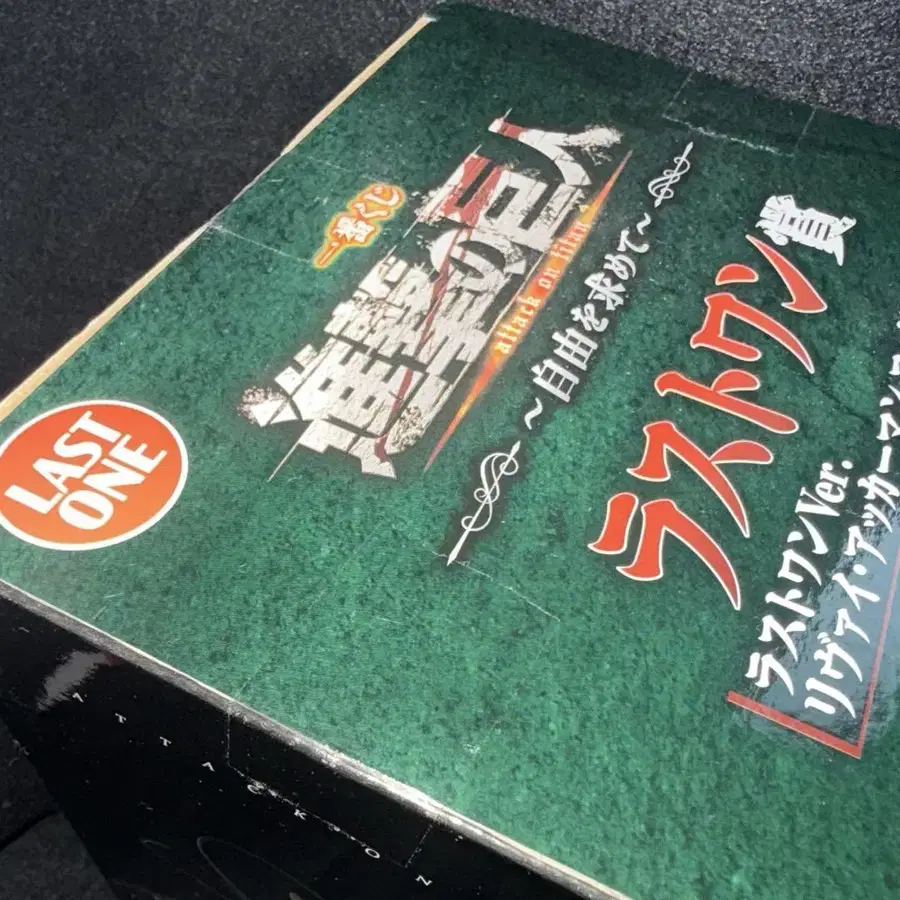 一番くじ
進撃の巨人
attack on titan
～自由を求めて～
ラストワン賞
ラストワンVer.
リヴァイ・アッカーマン
LAST
ONE